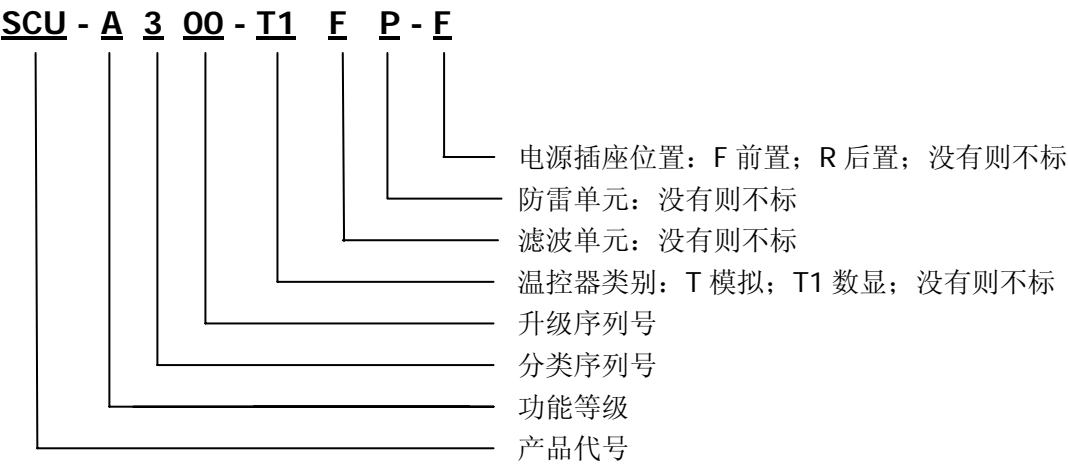 SCU - A 3 00 - T1 F P - F
电源插座位置：F 前置；R 后置；没有则不标
防雷单元：没有则不标
滤波单元：没有则不标
温控器类别：T 模拟；T1 数显；没有则不标
升级序列号
分类序列号
功能等级
产品代号